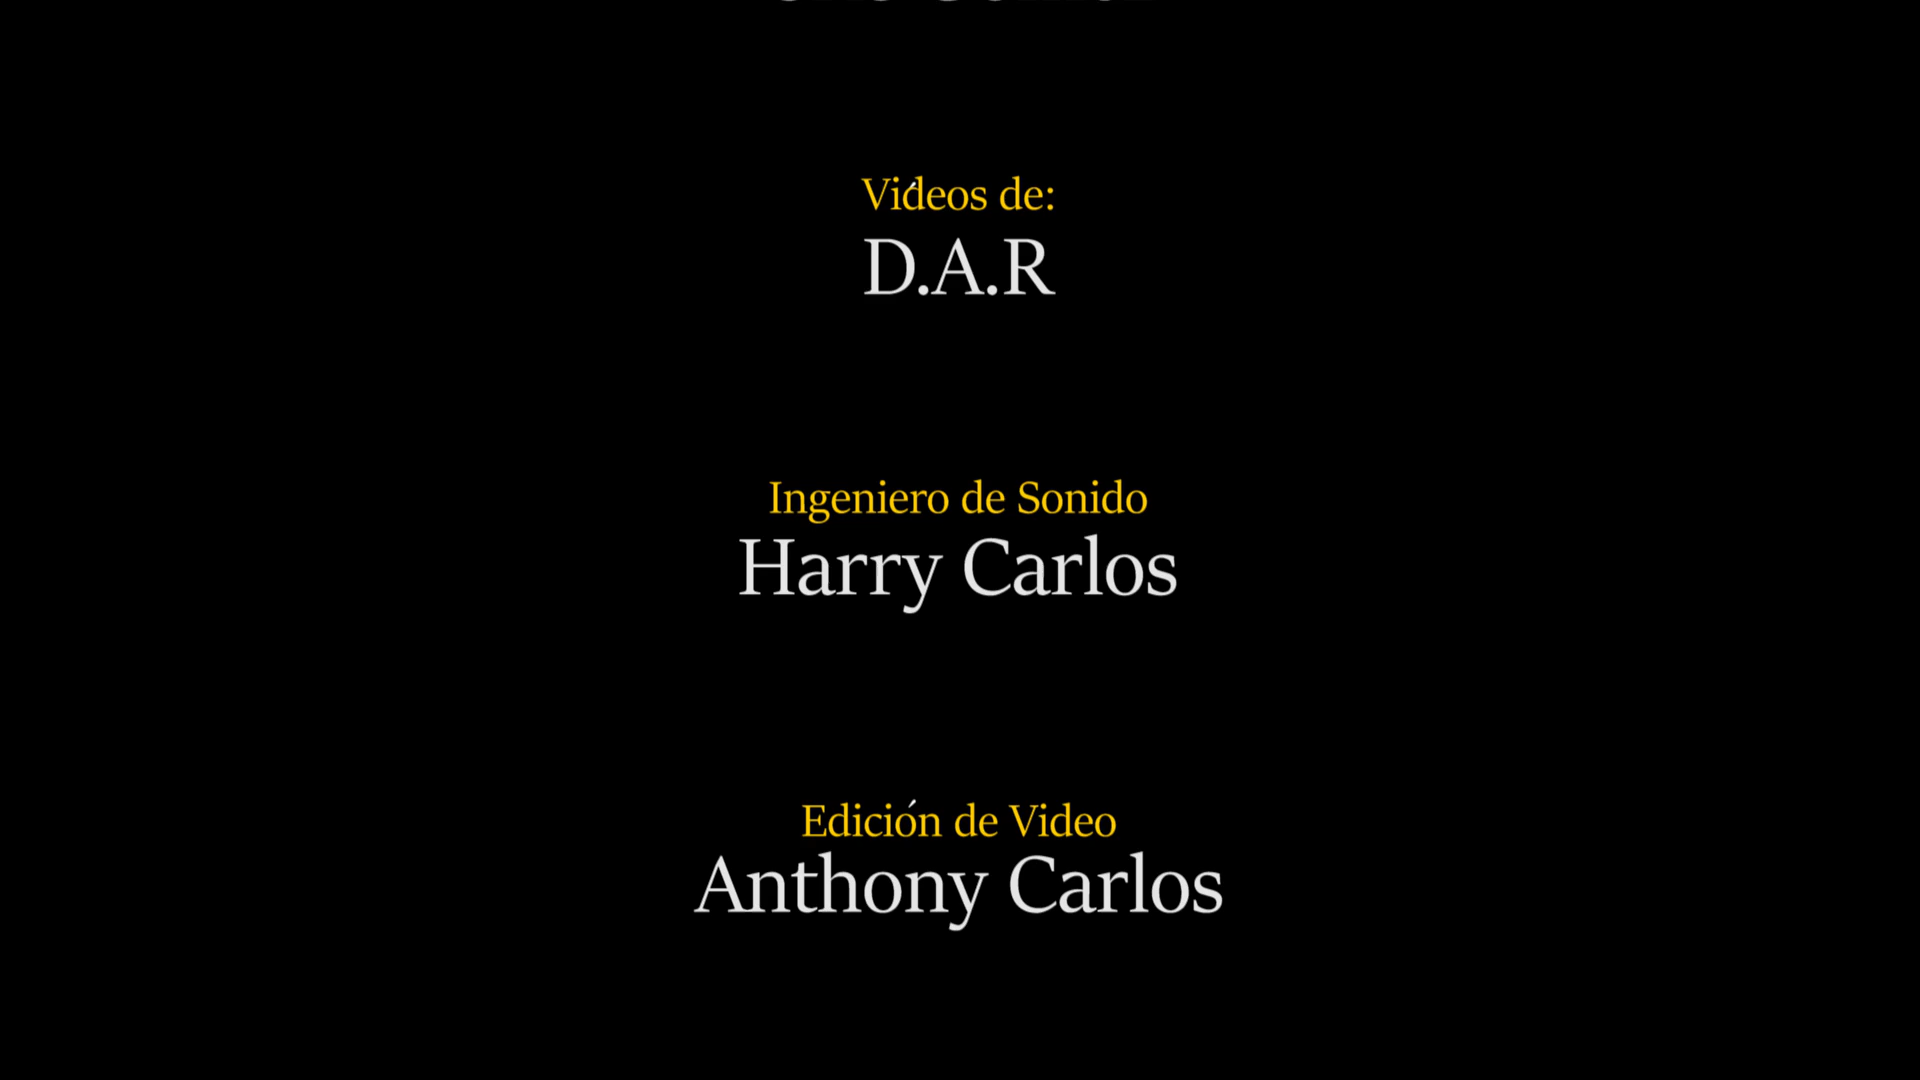 Videos de:
D.A.R
Ingeniero de Sonido
Harry Carlos
Edición de Video
Anthony Carlos